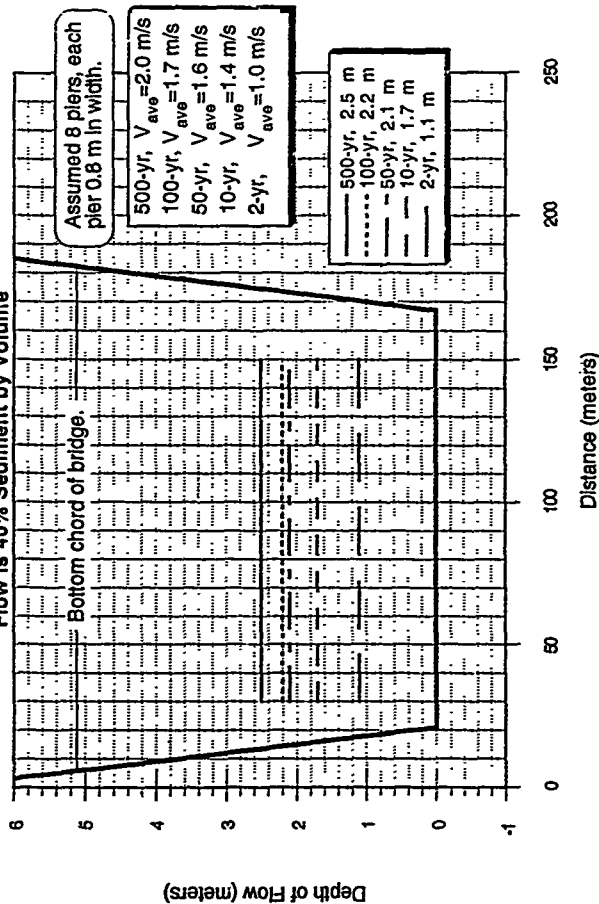 Flow is 40% Sediment by Volume
Assumed 8 piers, each
pier 0.8 m in width.
500-yr, Vave=2.0 m/s
100-yr, Vave=1.7 m/s
50-yr, Vave=1.6 m/s
10-yr, Vave=1.4 m/s
2-yr, Vave=1.0 m/s
Bottom chord of bridge.
500-yr, 2.5 m
100-yr, 2.2 m
50-yr, 2.1 m
10-yr, 1.7 m
2-yr, 1.1 m
Depth of Flow (meters)
6
5
4
3
2
1
0
-1
0
50
100
150
200
250
Distance (meters)